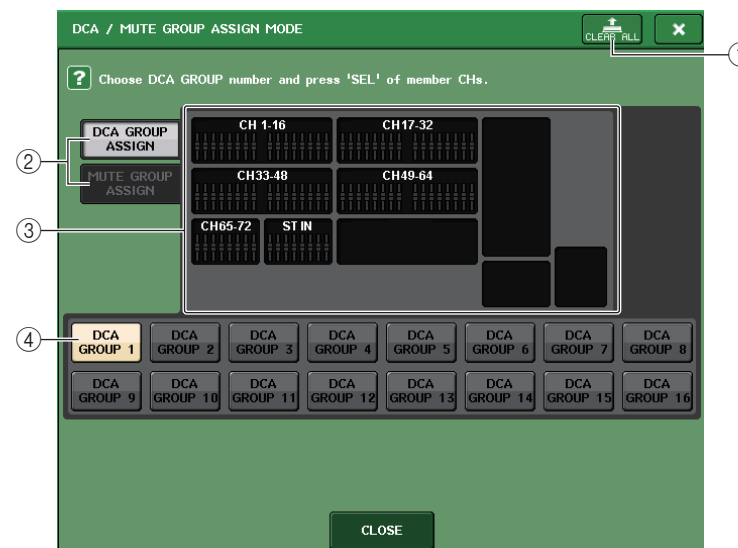 DCA / MUTE GROUP ASSIGN MODE
CLEAR ALL
1
? Choose DCA GROUP number and press 'SEL' of member CHs.
2
DCA GROUP
ASSIGN
MUTE GROUP
ASSIGN
3
CH 1-16
CH17-32
CH33-48
CH49-64
CH65-72
ST IN
4
DCA
GROUP 1
DCA
GROUP 2
DCA
GROUP 3
DCA
GROUP 4
DCA
GROUP 5
DCA
GROUP 6
DCA
GROUP 7
DCA
GROUP 8
DCA
GROUP 9
DCA
GROUP 10
DCA
GROUP 11
DCA
GROUP 12
DCA
GROUP 13
DCA
GROUP 14
DCA
GROUP 15
DCA
GROUP 16
CLOSE